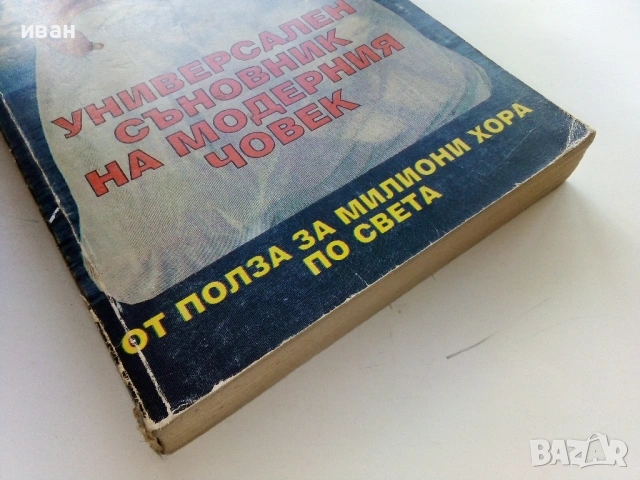 иван
УНИВЕРСАЛЕН
СЪНОВНИК
НА МОДЕРНИЯ
ЧОВЕК
ОТ ПОЛЗА ЗА МИЛИОНИ ХОРА
ПО СВЕТА
BAZAR